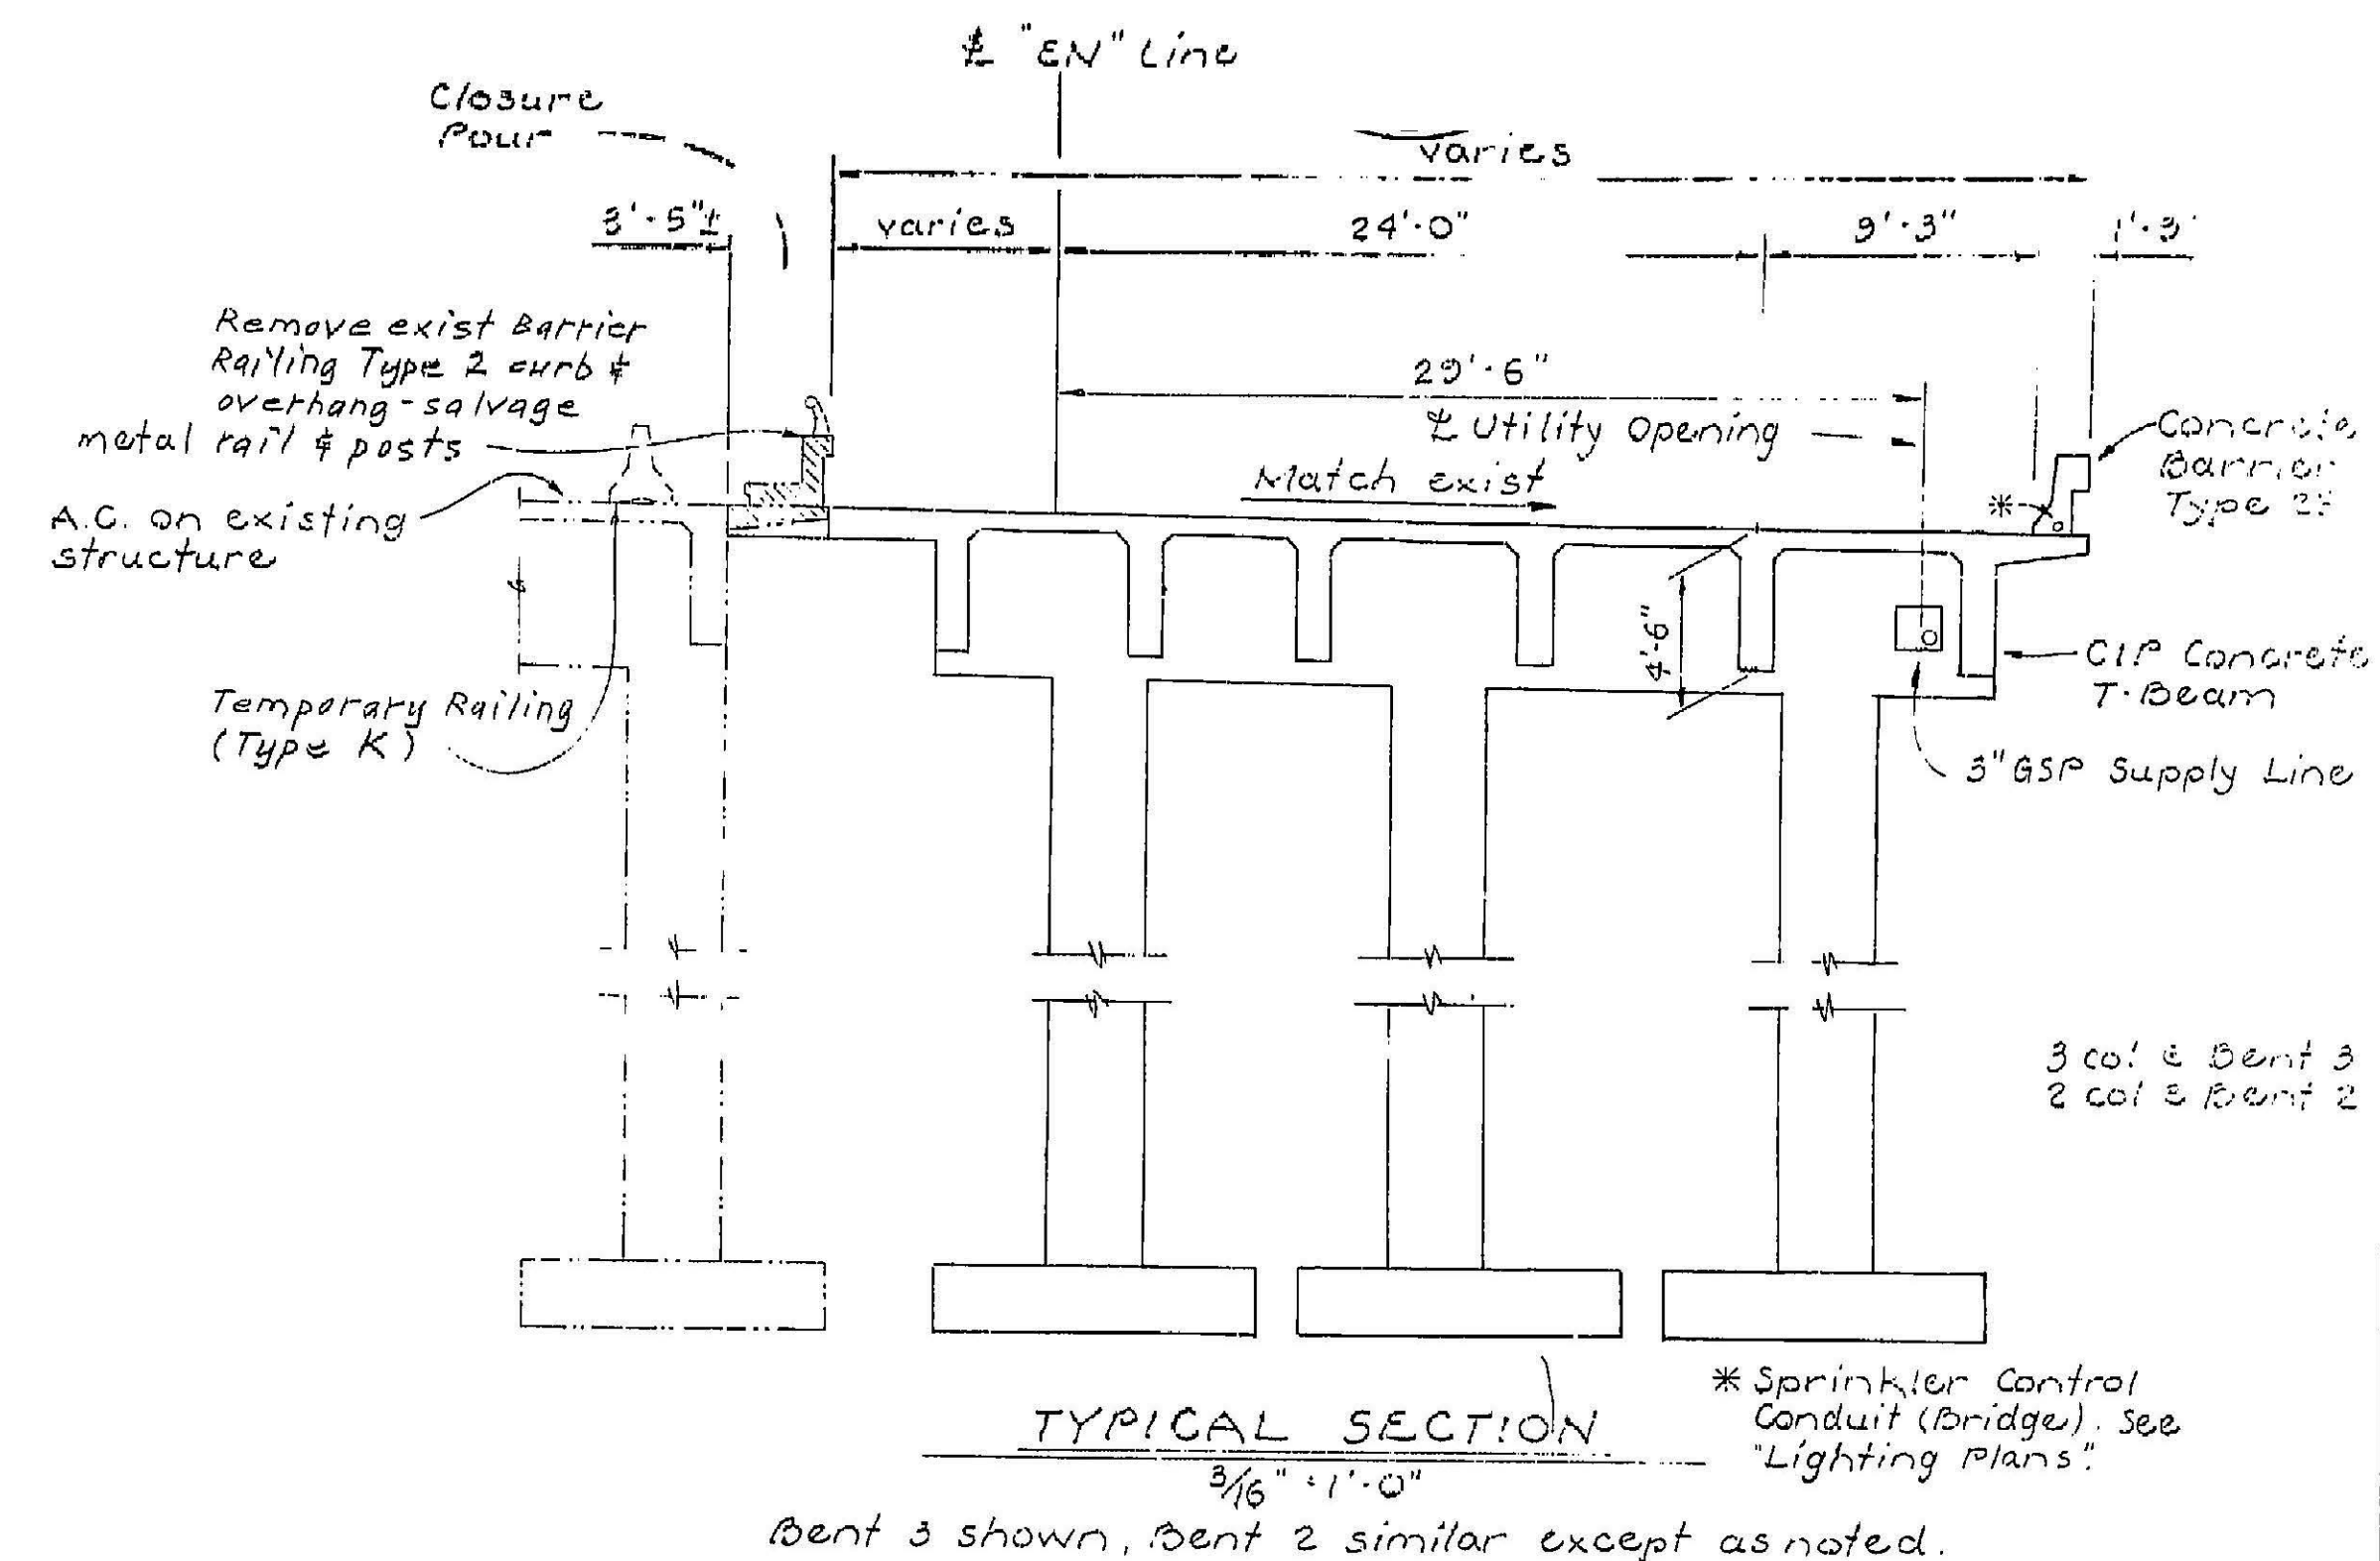 ℄ "EN" Line
Closure
Pour
varies
3'-5"±
varies
24'-0"
9'-3"
1'-3
Remove exist Barrier
Railing Type 2 curb &
overhang-salvage
metal rail & posts
29'-6"
℄ Utility Opening
Match exist
Concrete
Barrier
Type
*
A.C. on existing
structure
4'-6"
CIP Concrete
T-Beam
Temporary Railing
(Type K)
3" GSP Supply Line
3 col @ Bent 3
2 col @ Bent 2
TYPICAL SECTION
3/16" = 1'-0"
* Sprinkler Control
Conduit (Bridge). See
"Lighting Plans".
Bent 3 shown, Bent 2 similar except as noted.